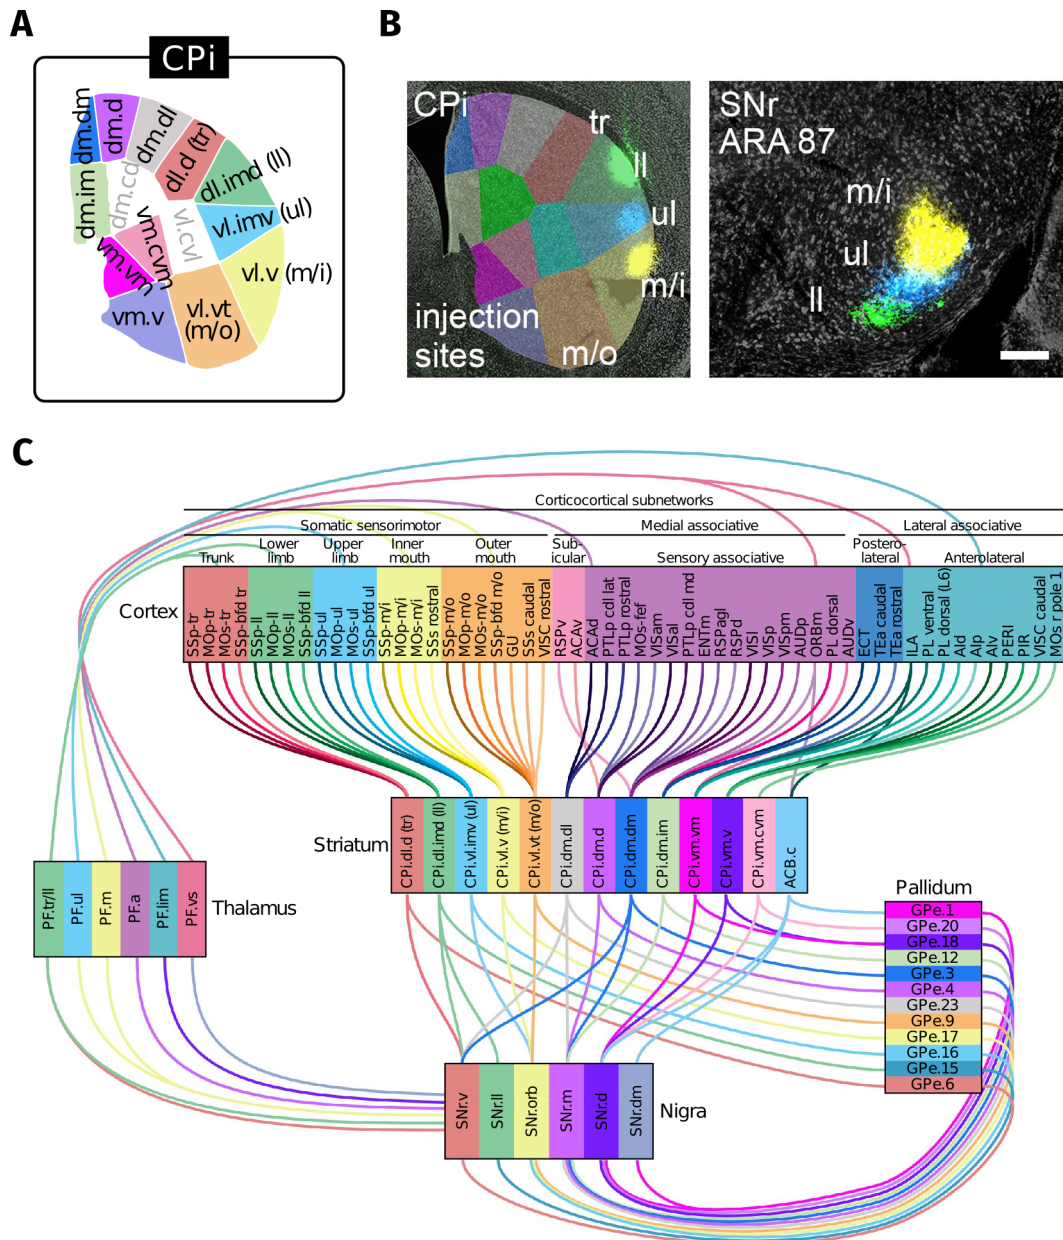 A
CPi
dm.dm
dm.d
dm.dl
dl.d (tr)
dl.imd (ll)
dm.im
dm.cd
vl.imv (ul)
vm.cvm
vl.cvl
vm.vm
vl.v (m/i)
vm.v
vl.vt
(m/o)
B
CPi
tr
ll
ul
m/i
m/o
injection
sites
SNr
ARA 87
m/i
ul
ll
C
Corticocortical subnetworks
Somatic sensorimotor
Medial associative
Lateral associative
Trunk
Lower
limb
Upper
limb
Inner
mouth
Outer
mouth
Sub-
icular
Sensory associative
Postero-
lateral
Anterolateral
Cortex
SSp-tr
MOp-tr
MOs-tr
SSp-bfd tr
SSp-ll
MOp-ll
MOs-ll
SSp-bfd ll
SSp-ul
MOp-ul
MOs-ul
SSp-bfd ul
SSp-m/i
MOp-m/i
MOs-m/i
SSs rostral
SSp-m/o
MOp-m/o
MOs-m/o
SSp-bfd m/o
GU
SSs caudal
VISC rostral
RSPv
ACAv
ACAd
PTLp cdl lat
PTLp rostral
MOs-fef
VISam
VISal
PTLp cdl md
ENTm
RSPagl
RSPd
VISl
VISp
VISpm
AUDp
ORBm
PL dorsal
AUDv
ECT
TEa caudal
TEa rostral
ILA
PL ventral
PL dorsal (L6)
AId
AIp
AIv
PERI
PIR
VISC caudal
MOs r pole 1
Striatum
CPi.dl.d (tr)
CPi.dl.imd (ll)
CPi.vl.imv (ul)
CPi.vl.v (m/i)
CPi.vl.vt (m/o)
CPi.dm.dl
CPi.dm.d
CPi.dm.dm
CPi.dm.im
CPi.vm.vm
CPi.vm.v
CPi.vm.cvm
ACB.c
PF.tr/ll
PF.ul
PF.m
PF.a
PF.lim
PF.vs
Thalamus
Pallidum
GPe.1
GPe.20
GPe.18
GPe.12
GPe.3
GPe.4
GPe.23
GPe.9
GPe.17
GPe.16
GPe.15
GPe.6
SNr.v
SNr.ll
SNr.orb
SNr.m
SNr.d
SNr.dm
Nigra